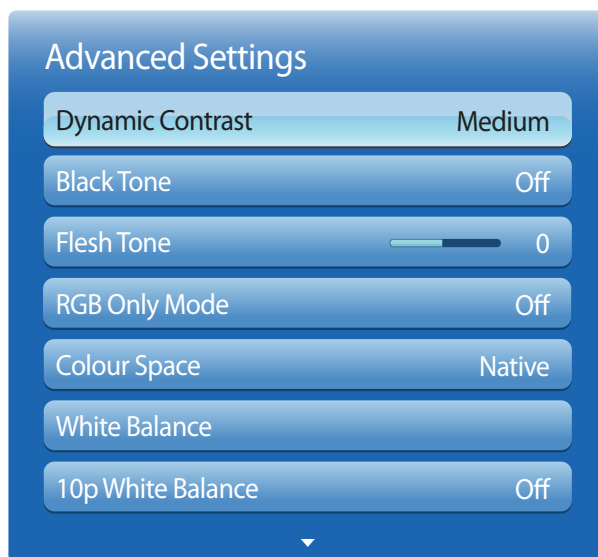 Advanced Settings
Dynamic Contrast Medium
Black Tone Off
Flesh Tone 0
RGB Only Mode Off
Colour Space Native
White Balance
10p White Balance Off